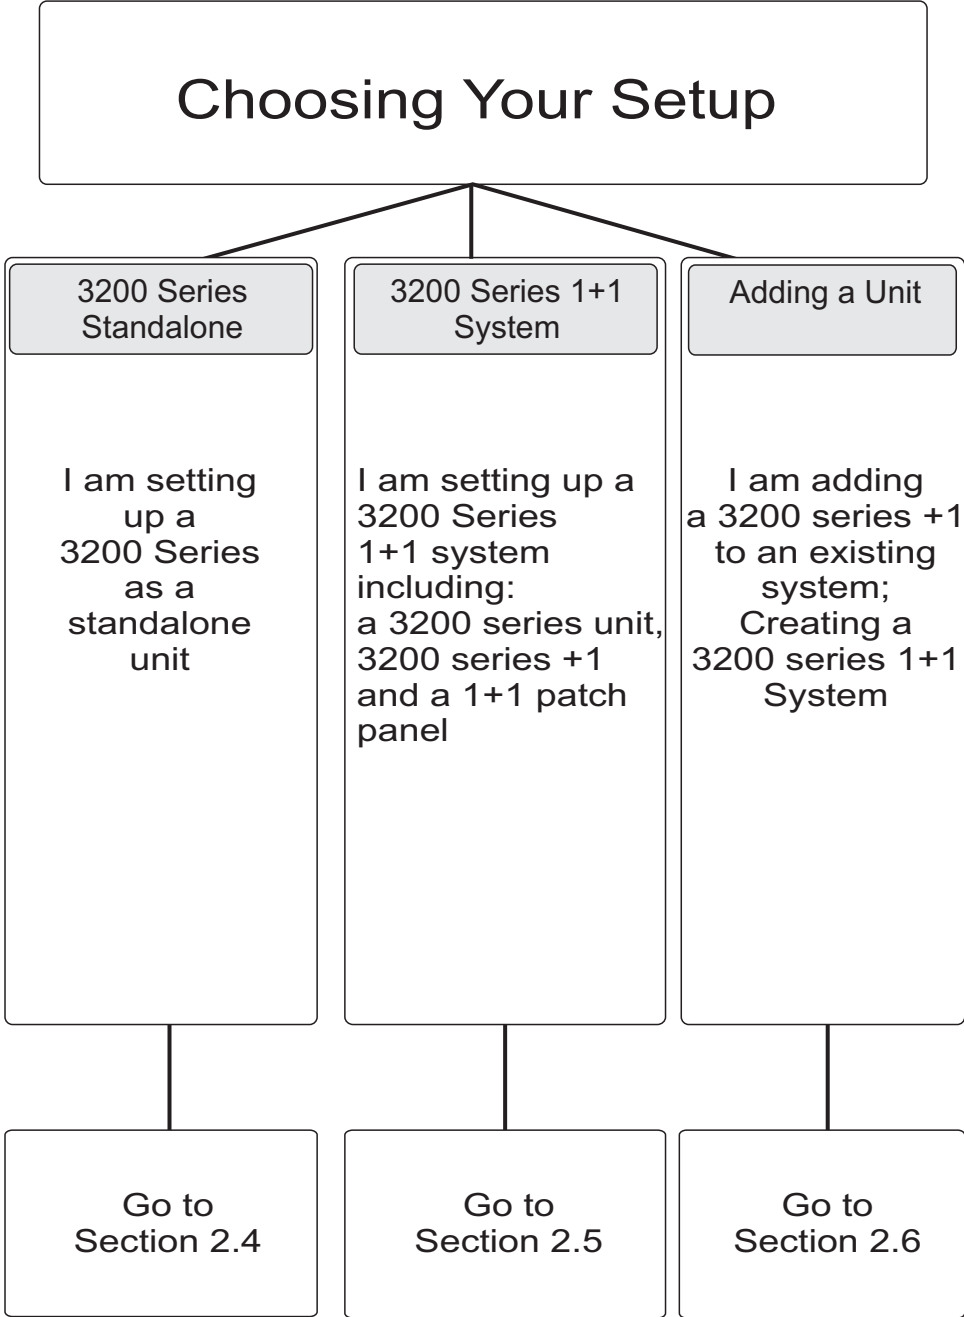 Choosing Your Setup
3200 Series
Standalone
I am setting
up a
3200 Series
as a
standalone
unit
Go to
Section 2.4
3200 Series 1+1
System
I am setting up a
3200 Series
1+1 system
including:
a 3200 series unit,
3200 series +1
and a 1+1 patch
panel
Go to
Section 2.5
Adding a Unit
I am adding
a 3200 series +1
to an existing
system;
Creating a
3200 series 1+1
System
Go to
Section 2.6